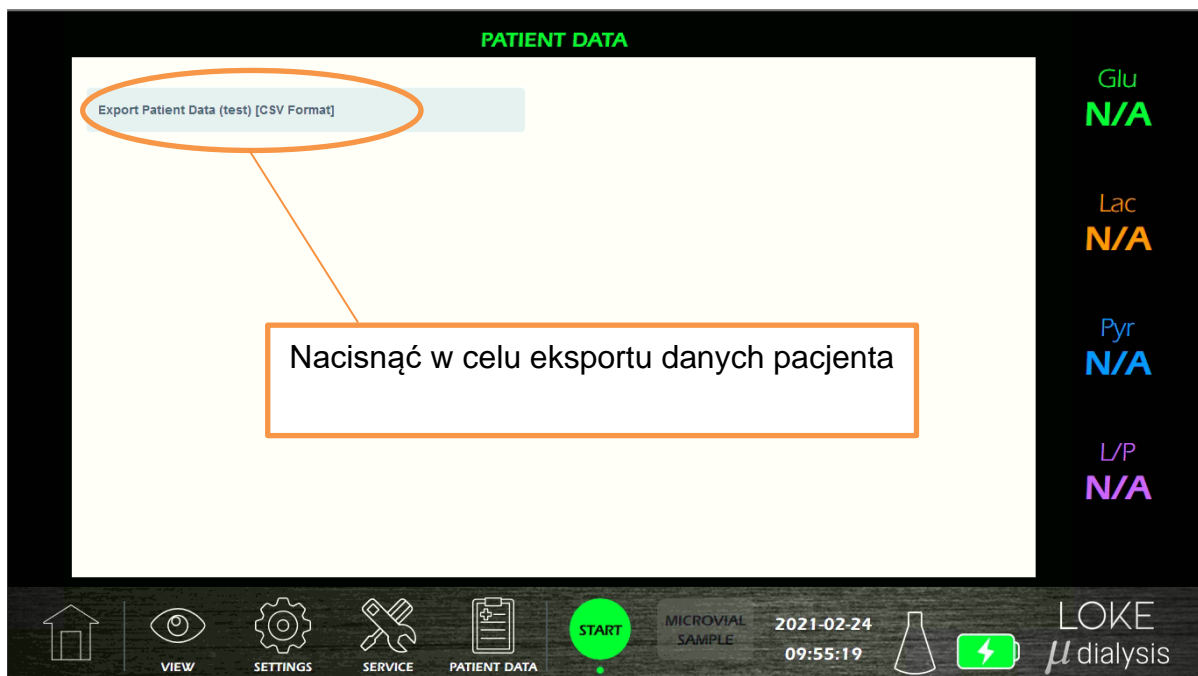 PATIENT DATA
Export Patient Data (test) [CSV Format]
Glu
N/A
Lac
N/A
Nacisnąć w celu eksportu danych pacjenta
Pyr
N/A
L/P
N/A
VIEW
SETTINGS
SERVICE
PATIENT DATA
START
MICROVIAL
SAMPLE
2021-02-24
09:55:19
LOKE
μ dialysis